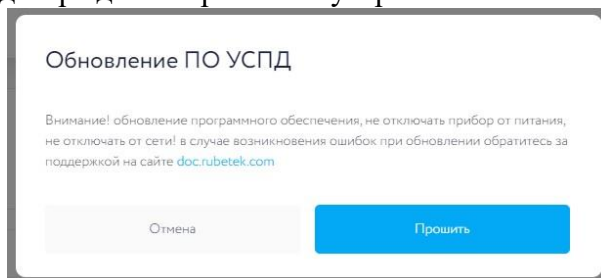 Обновление ПО УСПД
Внимание! обновление программного обеспечения, не отключать прибор от питания,
не отключать от сети! в случае возникновения ошибок при обновлении обратитесь за
поддержкой на сайте doc.rubetek.com
Отмена
Прошить